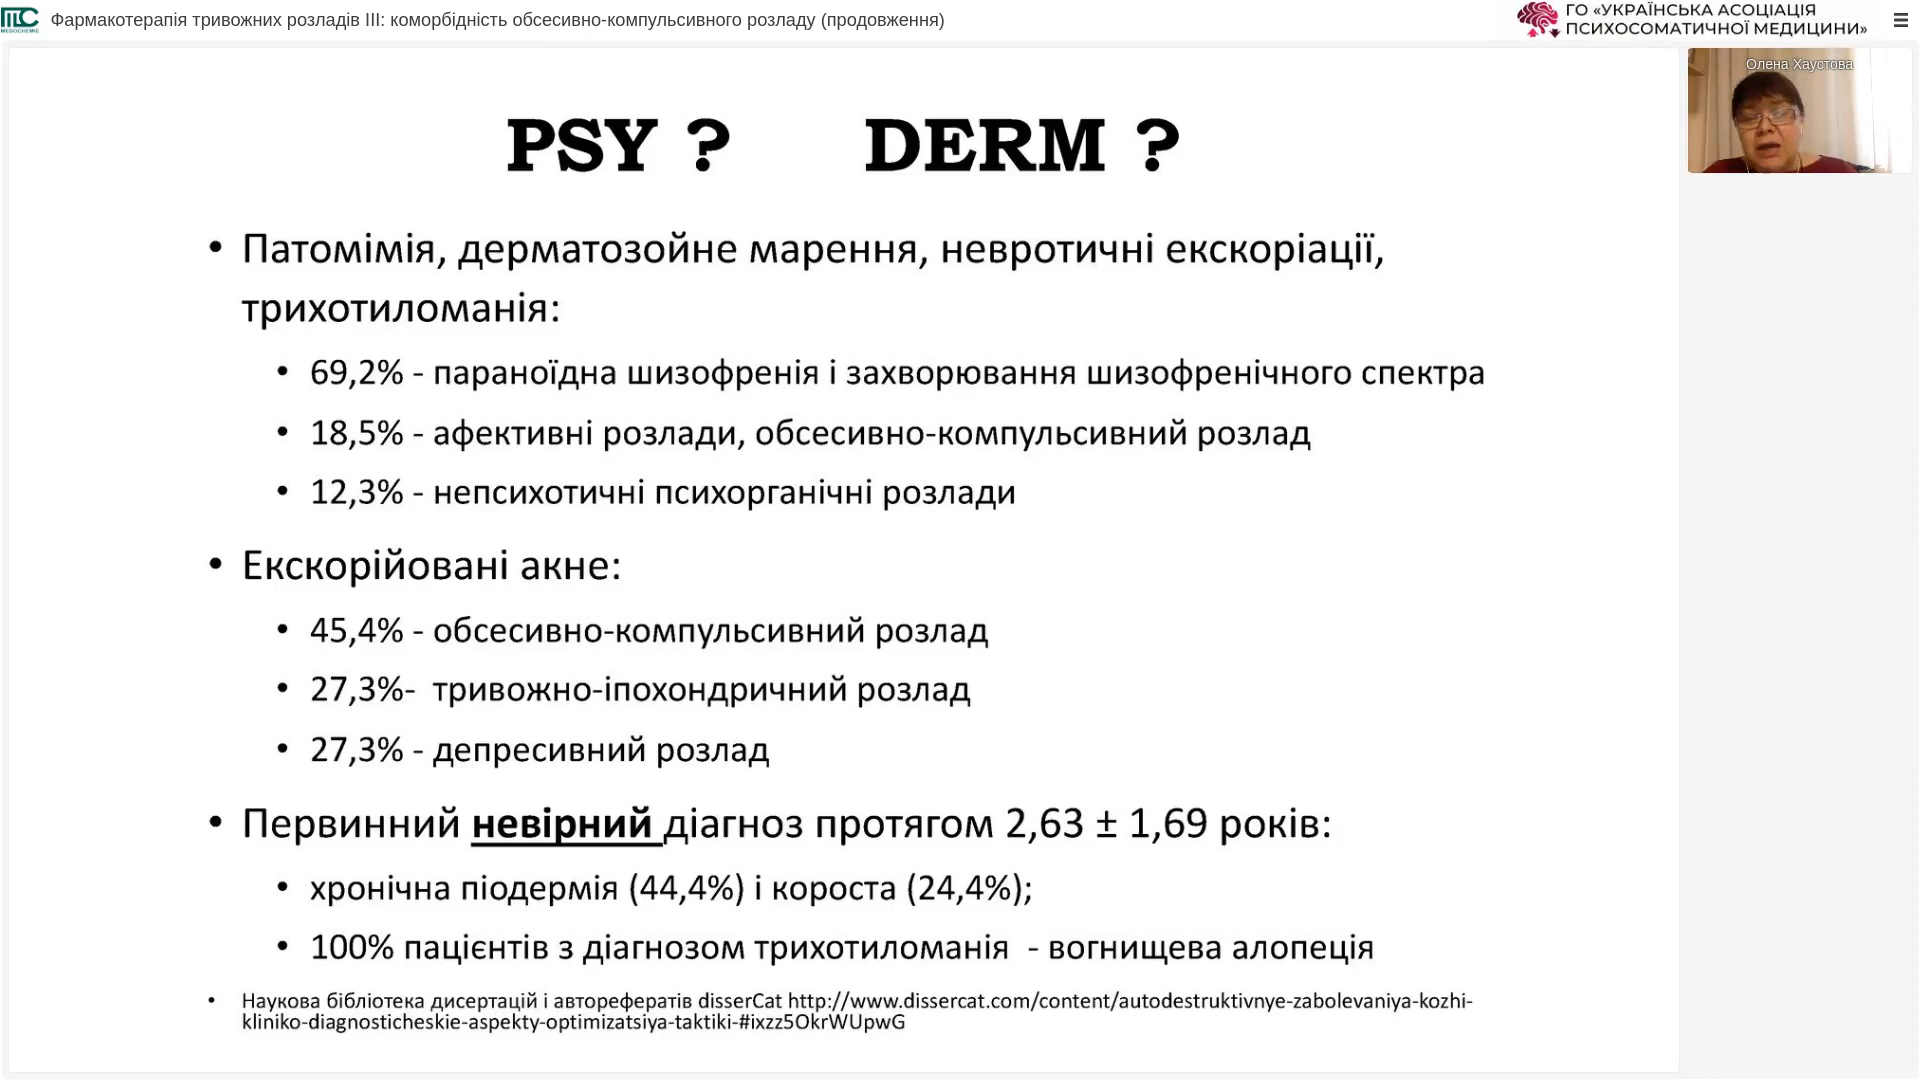 Фармакотерапія тривожних розладів III: коморбідність обсесивно-компульсивного розладу (продовження)
ГО «УКРАЇНСЬКА АСОЦІАЦІЯ
ПСИХОСОМАТИЧНОЇ МЕДИЦИНИ»
Олена Хаустова
PSY ? DERM ?
• Патомімія, дерматозойне марення, невротичні екскоріації,
трихотиломанія:
• 69,2% - параноїдна шизофренія і захворювання шизофренічного спектра
• 18,5% - афективні розлади, обсесивно-компульсивний розлад
• 12,3% - непсихотичні психорганічні розлади
• Екскорійовані акне:
• 45,4% - обсесивно-компульсивний розлад
• 27,3%- тривожно-іпохондричний розлад
• 27,3% - депресивний розлад
• Первинний невірний діагноз протягом 2,63 ± 1,69 років:
• хронічна піодермія (44,4%) і короста (24,4%);
• 100% пацієнтів з діагнозом трихотиломанія - вогнищева алопеція
• Наукова бібліотека дисертацій і авторефератів disserCat http://www.dissercat.com/content/autodestruktivnye-zabolevaniya-kozhi-
kliniko-diagnosticheskie-aspekty-optimizatsiya-taktiki-#ixzz5OkrWUpwG